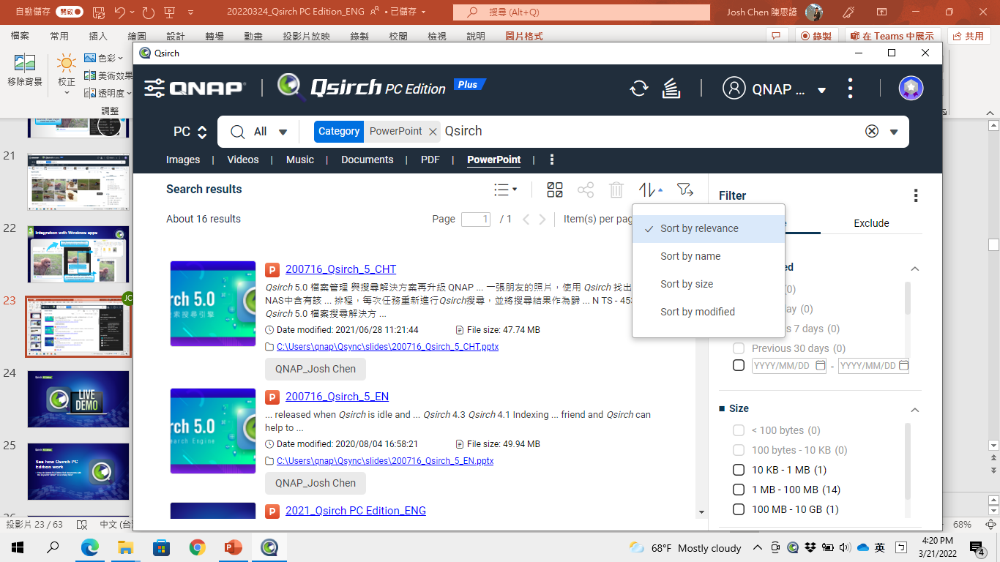 自動儲存 開啟 20220324_Qsirch PC Edition_ENG • 已儲存 搜尋 (Alt+Q) Josh Chen 陳思諺
檔案 常用 插入 繪圖 設計 轉場 動畫 投影片放映 錄製 校閱 檢視 說明 圖片格式 錄製 在 Teams 中展示 共用
移除背景 校正 色彩 美術效果 透明度
調整
Qsirch
QNAP Qsirch PC Edition Plus QNAP ...
PC All Category PowerPoint Qsirch
Images | Videos | Music | Documents | PDF | PowerPoint |
Search results
About 16 results Page 1 / 1 Item(s) per pag
Sort by relevance
Sort by name
Sort by size
Sort by modified
200716_Qsirch_5_CHT
Qsirch 5.0 檔案管理 與搜尋解決方案再升級 QNAP ... 一張朋友的照片，使用 Qsirch 找出
NAS中含有該 ... 排程，每次任務重新進行Qsirch搜尋，並將搜尋結果作為歸 ... N TS - 45
Qsirch 5.0 檔案搜尋解決方 ...
Date modified: 2021/06/28 11:21:44 File size: 47.74 MB
C:\Users\qnap\Qsync\slides\200716_Qsirch_5_CHT.pptx
QNAP_Josh Chen
200716_Qsirch_5_EN
... released when Qsirch is idle and ... Qsirch 4.3 Qsirch 4.1 Indexing ... friend and Qsirch can
help to ...
Date modified: 2020/08/04 16:58:21 File size: 49.94 MB
C:\Users\qnap\Qsync\slides\200716_Qsirch_5_EN.pptx
QNAP_Josh Chen
2021_Qsirch PC Edition_ENG
Filter
Exclude
(0)
ay (0)
s 7 days (0)
Previous 30 days (0)
YYYY/MM/DD - YYYY/MM/DD
Size
< 100 bytes (0)
100 bytes - 10 KB (0)
10 KB - 1 MB (1)
1 MB - 100 MB (14)
100 MB - 10 GB (1)
21
22
3 Integration with Windows apps
23
JC
24
LIVE
DEMO
25
See how Qsirch PC
Edition work
投影片 23 / 63 中文 (台 68%
68°F Mostly cloudy 英 4:20 PM
3/21/2022 4